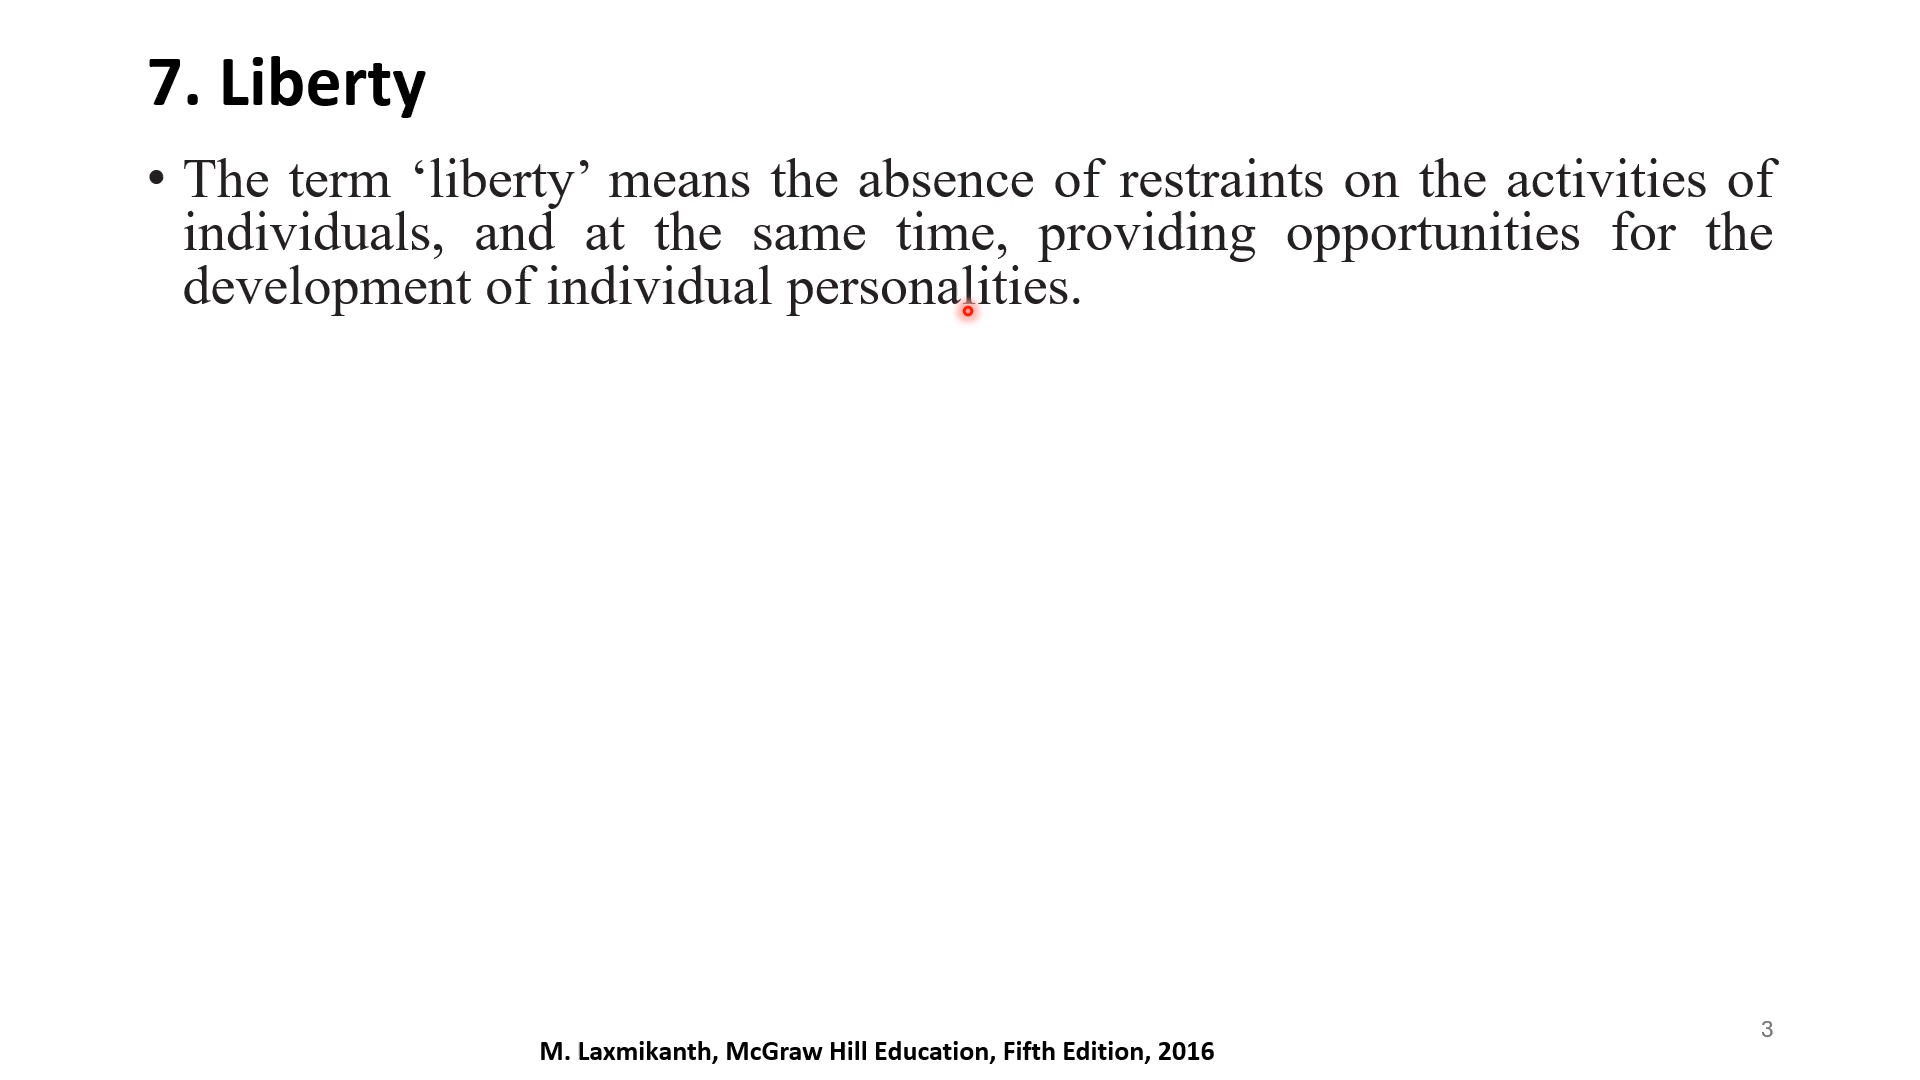 7. Liberty
• The term ‘liberty’ means the absence of restraints on the activities of
individuals, and at the same time, providing opportunities for the
development of individual personalities.
3
M. Laxmikanth, McGraw Hill Education, Fifth Edition, 2016